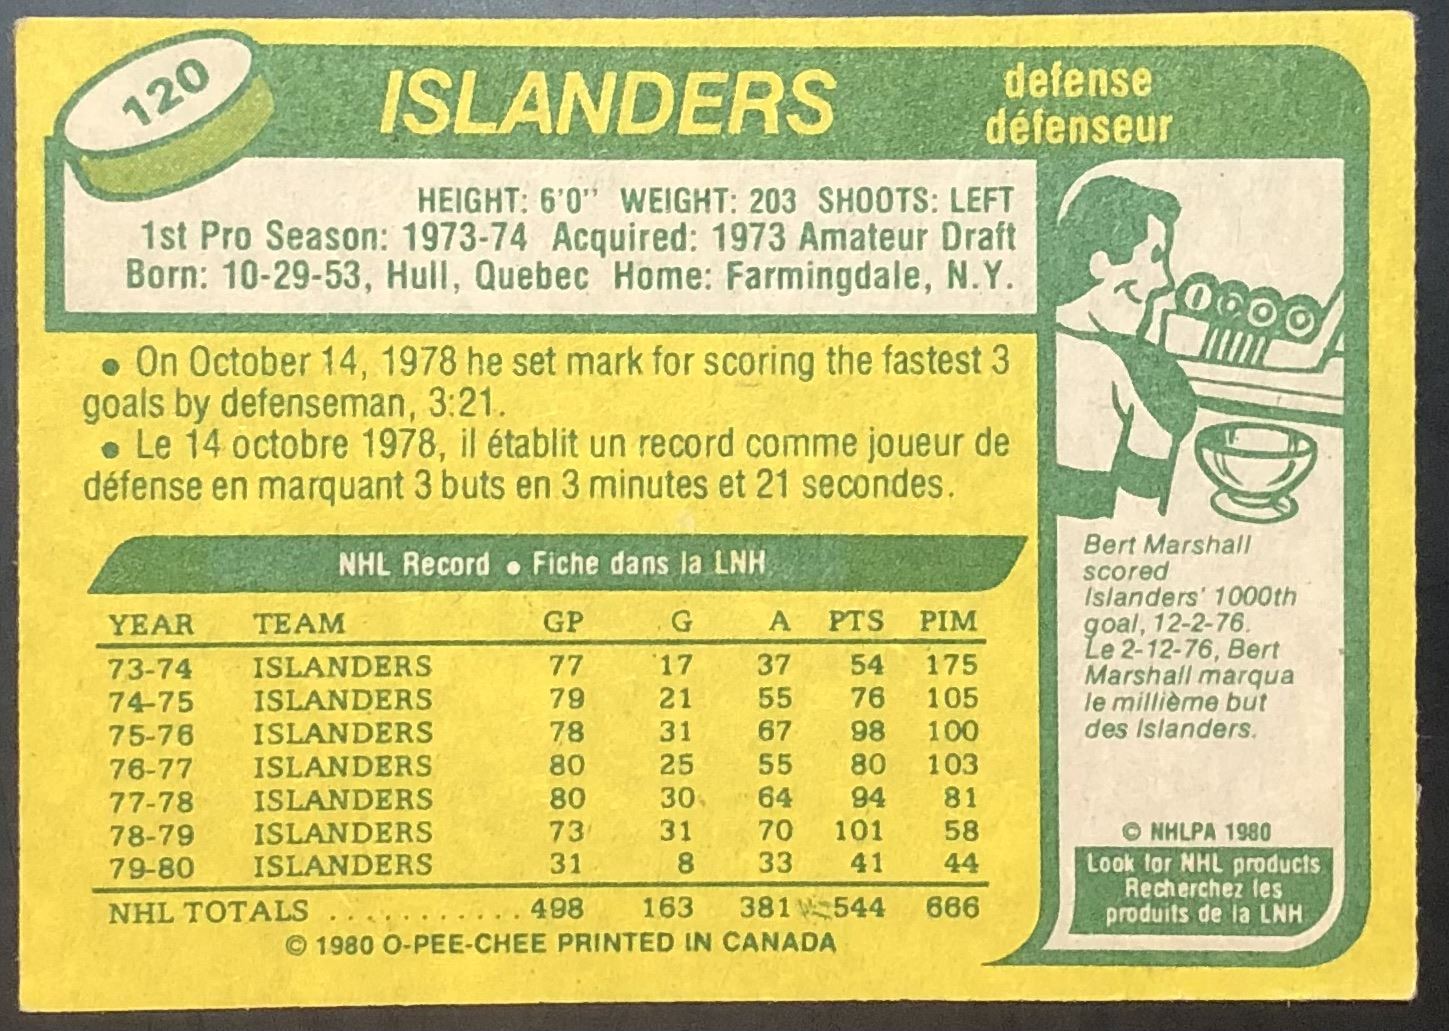 120
ISLANDERS
defense
défenseur
HEIGHT: 6'0" WEIGHT: 203 SHOOTS: LEFT
1st Pro Season: 1973-74 Acquired: 1973 Amateur Draft
Born: 10-29-53, Hull, Quebec Home: Farmingdale, N.Y.
• On October 14, 1978 he set mark for scoring the fastest 3
goals by defenseman, 3:21.
• Le 14 octobre 1978, il établit un record comme joueur de
défense en marquant 3 buts en 3 minutes et 21 secondes.
NHL Record • Fiche dans la LNH
YEAR TEAM GP G A PTS PIM
73-74 ISLANDERS 77 17 37 54 175
74-75 ISLANDERS 79 21 55 76 105
75-76 ISLANDERS 78 31 67 98 100
76-77 ISLANDERS 80 25 55 80 103
77-78 ISLANDERS 80 30 64 94 81
78-79 ISLANDERS 73 31 70 101 58
79-80 ISLANDERS 31 8 33 41 44
NHL TOTALS ........... 498 163 381 544 666
© 1980 O-PEE-CHEE PRINTED IN CANADA
1000
Bert Marshall
scored
Islanders' 1000th
goal, 12-2-76.
Le 2-12-76, Bert
Marshall marqua
le millième but
des Islanders.
© NHLPA 1980
Look for NHL products
Recherchez les
produits de la LNH